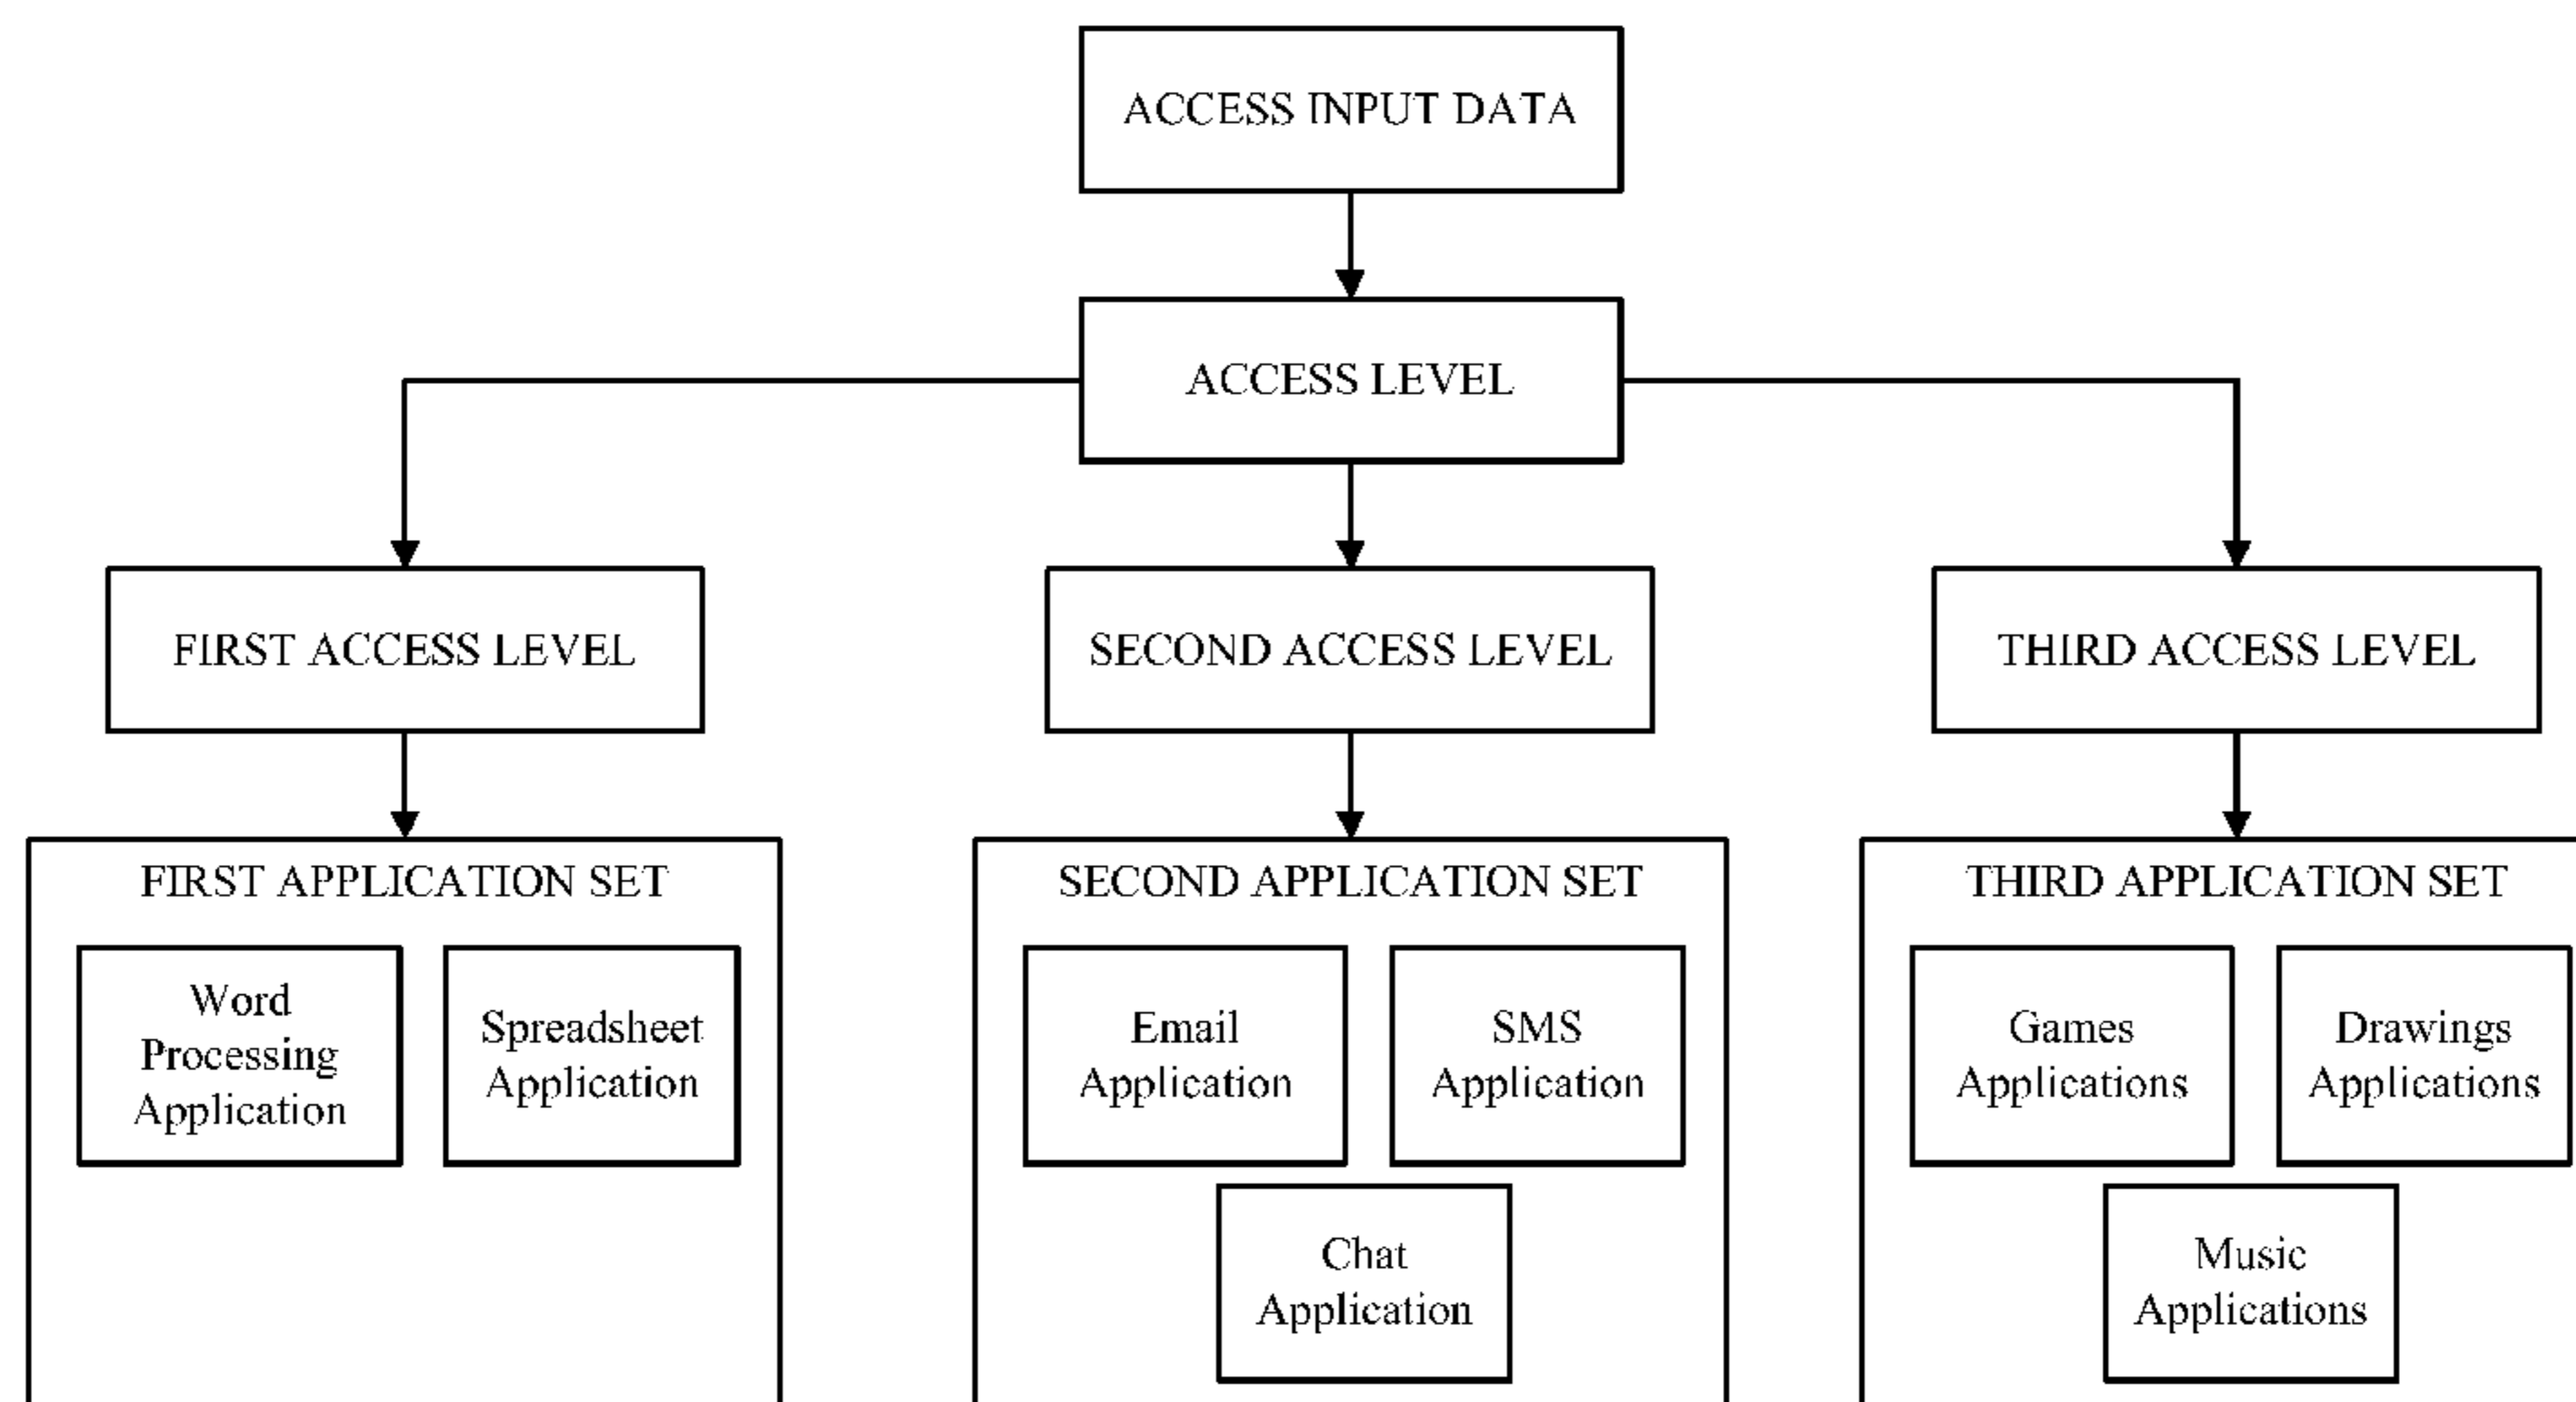 ACCESS INPUT DATA
ACCESS LEVEL
FIRST ACCESS LEVEL
SECOND ACCESS LEVEL
THIRD ACCESS LEVEL
FIRST APPLICATION SET
Word
Processing
Application
Spreadsheet
Application
SECOND APPLICATION SET
Email
Application
SMS
Application
Chat
Application
THIRD APPLICATION SET
Games
Applications
Drawings
Applications
Music
Applications